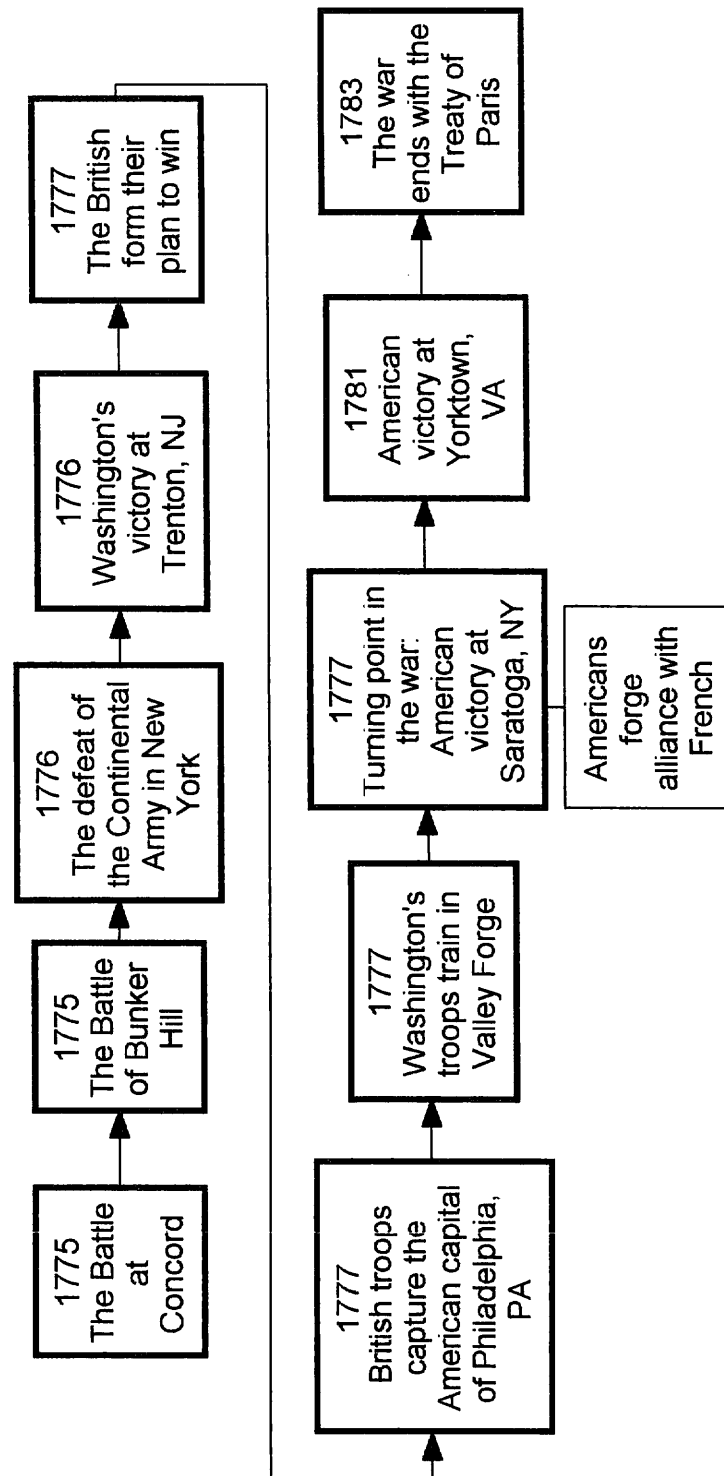 1775
The Battle
at
Concord
1775
The Battle
of Bunker
Hill
1776
The defeat of
the Continental
Army in New
York
1776
Washington's
victory at
Trenton, NJ
1777
The British
form their
plan to win
1777
British troops
capture the
American capital
of Philadelphia,
PA
1777
Washington's
troops train in
Valley Forge
1777
Turning point in
the war:
American
victory at
Saratoga, NY
Americans
forge
alliance with
French
1781
American
victory at
Yorktown,
VA
1783
The war
ends with the
Treaty of
Paris